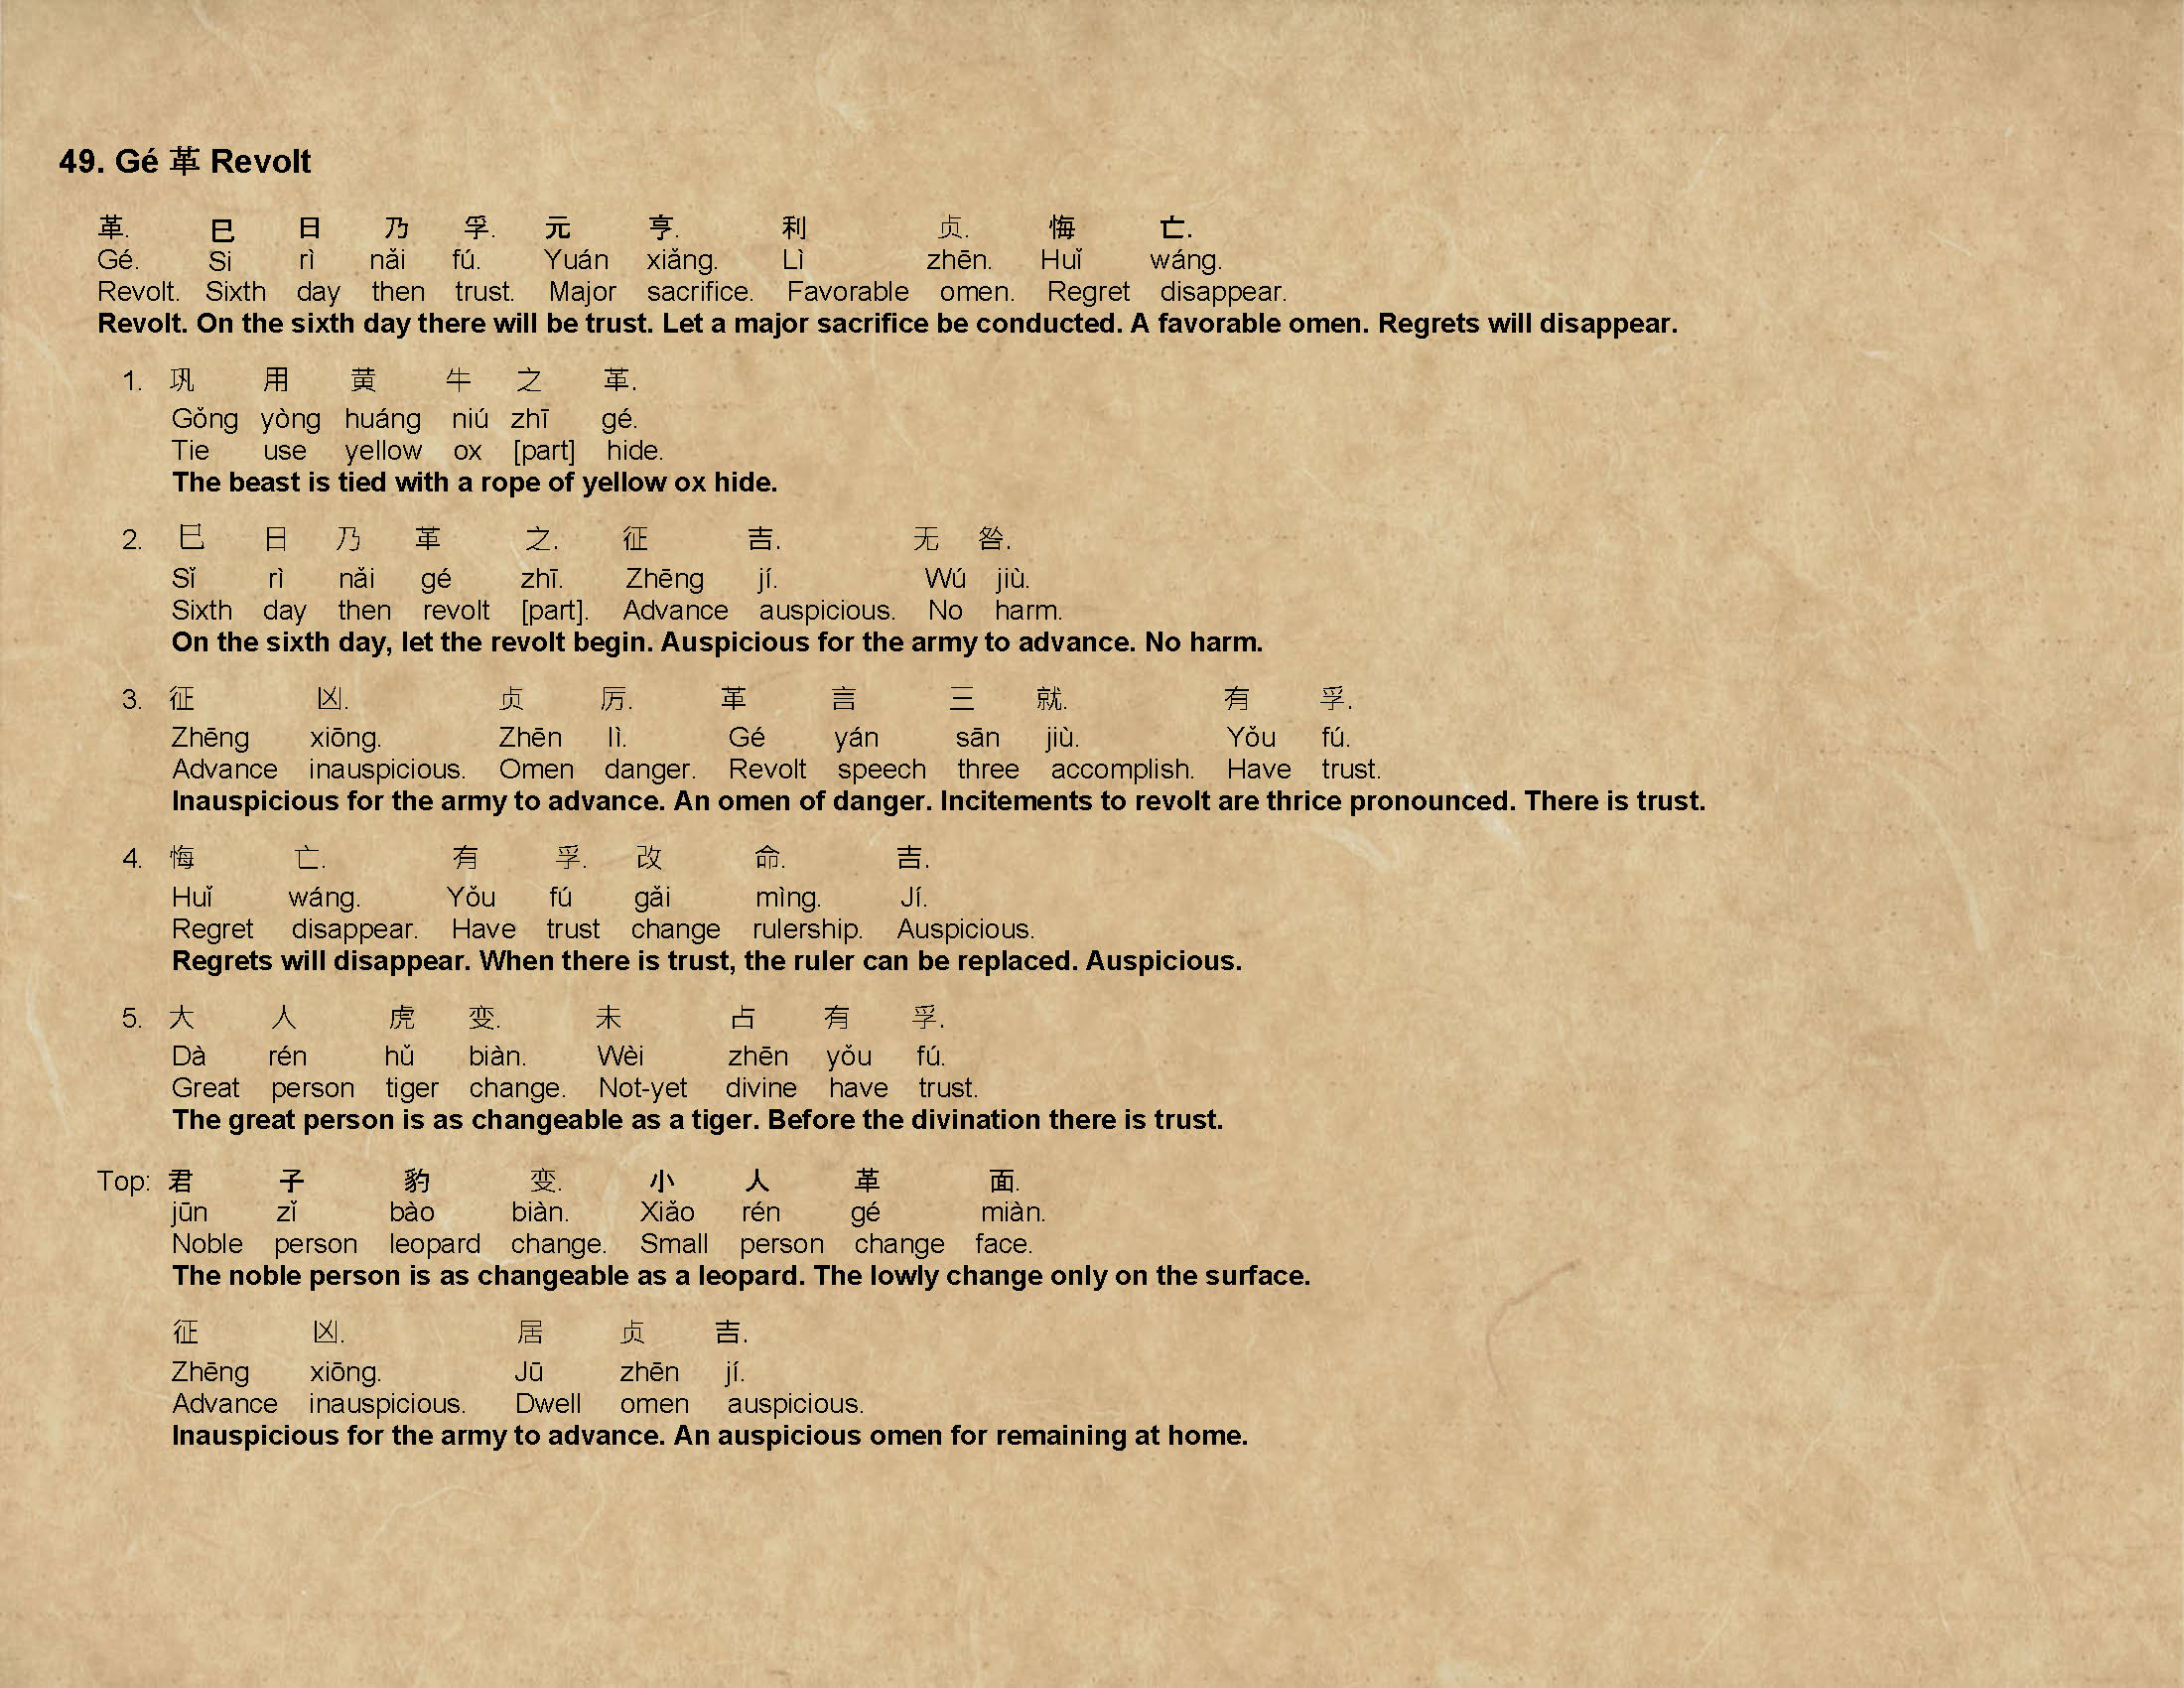 49. Gé 革 Revolt
革. 巳 日 乃 孚. 元 亨. 利 贞. 悔 亡.
Gé. Si rì nǎi fú. Yuán xiǎng. Lì zhēn. Huǐ wáng.
Revolt. Sixth day then trust. Major sacrifice. Favorable omen. Regret disappear.
Revolt. On the sixth day there will be trust. Let a major sacrifice be conducted. A favorable omen. Regrets will disappear.
1. 巩 用 黄 牛 之 革.
Gǒng yòng huáng niú zhī gé.
Tie use yellow ox [part] hide.
The beast is tied with a rope of yellow ox hide.
2. 巳 日 乃 革 之. 征 吉. 无 咎.
Sǐ rì nǎi gé zhī. Zhēng jí. Wú jiù.
Sixth day then revolt [part]. Advance auspicious. No harm.
On the sixth day, let the revolt begin. Auspicious for the army to advance. No harm.
3. 征 凶. 贞 厉. 革 言 三 就. 有 孚.
Zhēng xiōng. Zhēn lì. Gé yán sān jiù. Yǒu fú.
Advance inauspicious. Omen danger. Revolt speech three accomplish. Have trust.
Inauspicious for the army to advance. An omen of danger. Incitements to revolt are thrice pronounced. There is trust.
4. 悔 亡. 有 孚. 改 命. 吉.
Huǐ wáng. Yǒu fú gǎi mìng. Jí.
Regret disappear. Have trust change rulership. Auspicious.
Regrets will disappear. When there is trust, the ruler can be replaced. Auspicious.
5. 大 人 虎 变. 未 占 有 孚.
Dà rén hǔ biàn. Wèi zhēn yǒu fú.
Great person tiger change. Not-yet divine have trust.
The great person is as changeable as a tiger. Before the divination there is trust.
Top: 君 子 豹 变. 小 人 革 面.
jūn zǐ bào biàn. Xiǎo rén gé miàn.
Noble person leopard change. Small person change face.
The noble person is as changeable as a leopard. The lowly change only on the surface.
征 凶. 居 贞 吉.
Zhēng xiōng. Jū zhēn jí.
Advance inauspicious. Dwell omen auspicious.
Inauspicious for the army to advance. An auspicious omen for remaining at home.